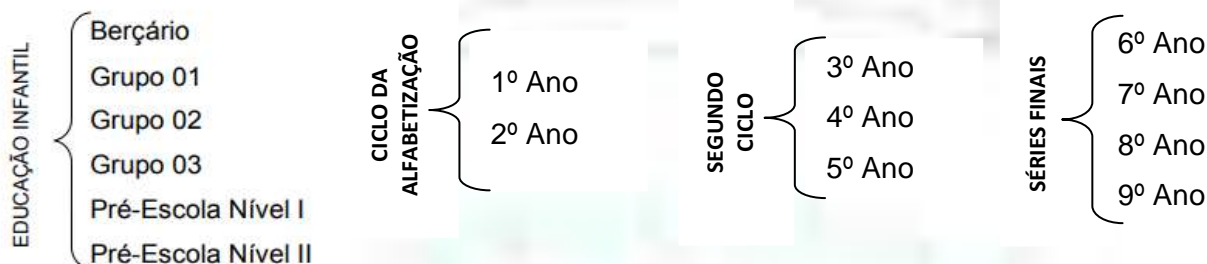 EDUCAÇÃO INFANTIL
Berçário
Grupo 01
Grupo 02
Grupo 03
Pré-Escola Nível I
Pré-Escola Nível II
CICLO DA
ALFABETIZAÇÃO
1º Ano
2º Ano
SEGUNDO
CICLO
3º Ano
4º Ano
5º Ano
SÉRIES FINAIS
6º Ano
7º Ano
8º Ano
9º Ano